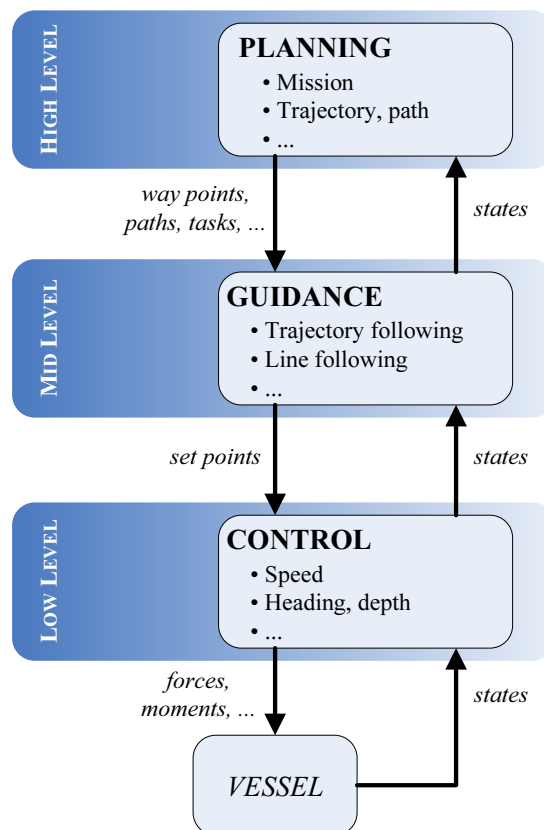 HIGH LEVEL
PLANNING
• Mission
• Trajectory, path
• ...
way points,
paths, tasks, ...
states
MID LEVEL
GUIDANCE
• Trajectory following
• Line following
• ...
set points
states
LOW LEVEL
CONTROL
• Speed
• Heading, depth
• ...
forces,
moments, ...
states
VESSEL